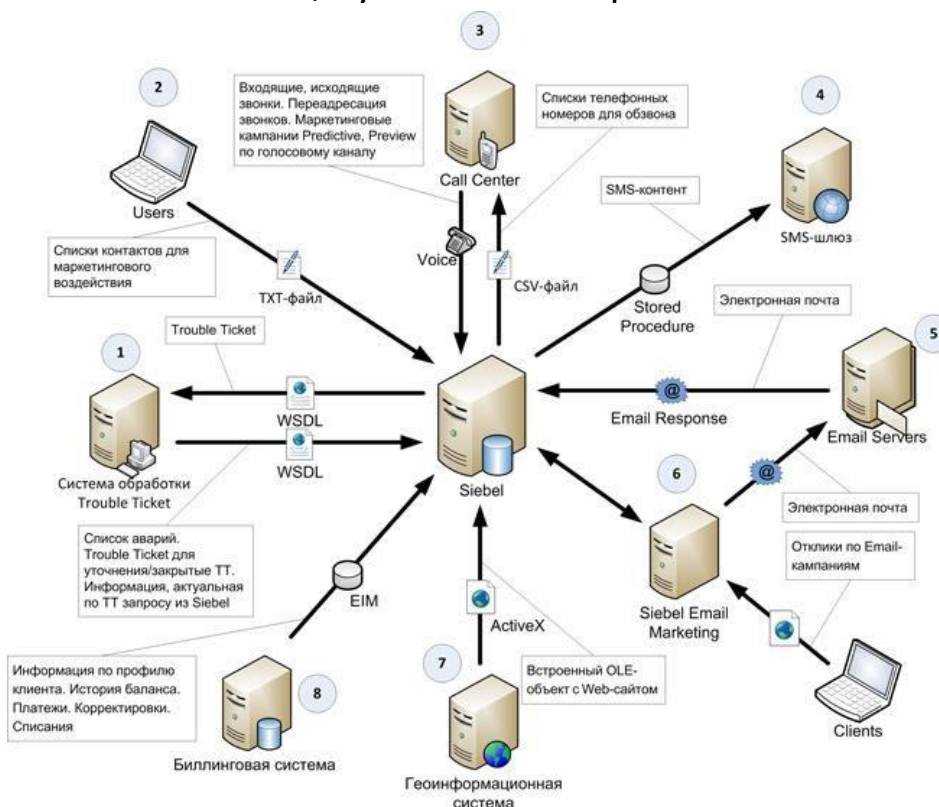 3
2
Входящие, исходящие
звонки. Переадресация
звонков. Маркетинговые
кампании Predictive, Preview
по голосовому каналу
Списки телефонных
номеров для обзвона
4
Call Center
Users
SMS-контент
SMS-шлюз
Списки контактов для
маркетингового
воздействия
TXT-файл
Voice
CSV-файл
Stored
Procedure
Электронная почта
Trouble Ticket
1
5
WSDL
Email Response
Email Servers
WSDL
Siebel
6
Система обработки
Trouble Ticket
Электронная почта
Список аварий.
Trouble Ticket для
уточнения/закрытые ТТ.
Информация, актуальная
по ТТ запросу из Siebel
EIM
ActiveX
Siebel Email
Marketing
Отклики по Email-
кампаниям
Информация по профилю
клиента. История баланса.
Платежи. Корректировки.
Списания
8
7
Встроенный OLE-
объект с Web-сайтом
Clients
Биллинговая система
Геоинформационная
система